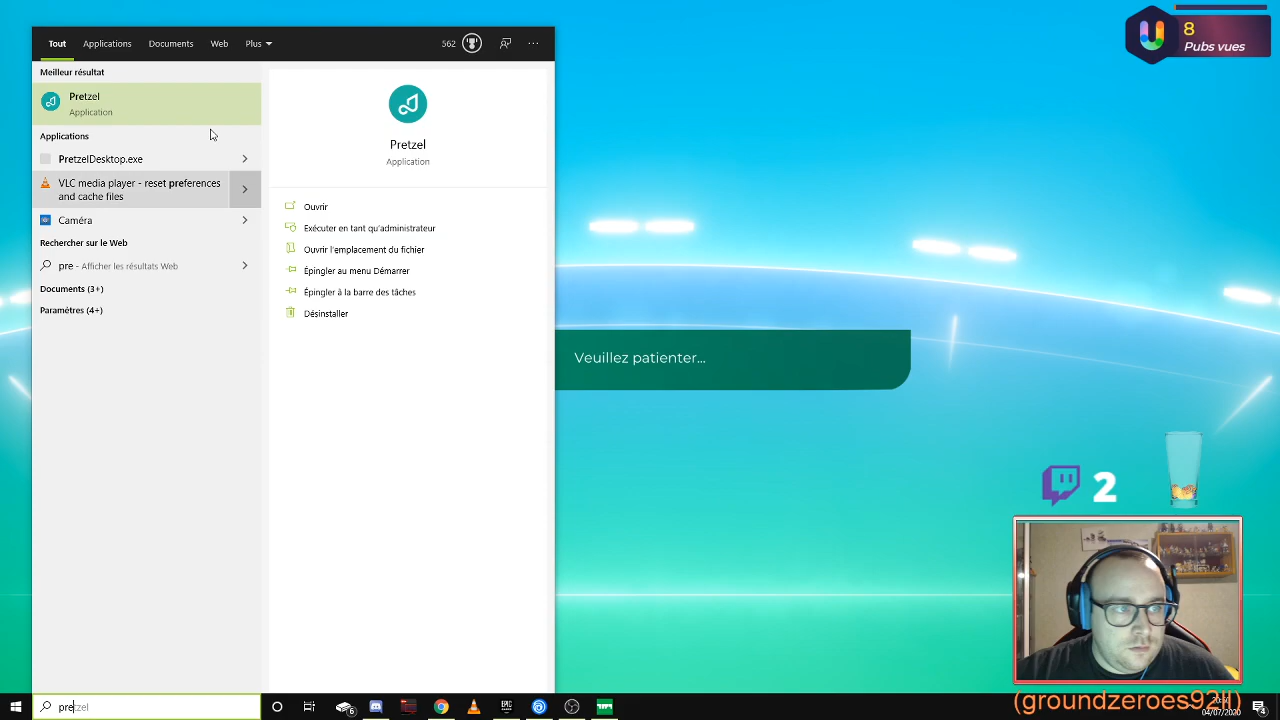 Tout Applications Documents Web Plus 562 ...
Meilleur résultat
Pretzel
Application
Applications
PretzelDesktop.exe
VLC media player - reset preferences
and cache files
Caméra
Rechercher sur le Web
pre - Afficher les résultats Web
Documents (3+)
Paramètres (4+)
Pretzel
Application
Ouvrir
Exécuter en tant qu'administrateur
Ouvrir l'emplacement du fichier
Épingler au menu Démarrer
Épingler à la barre des tâches
Désinstaller
8
Pubs vues
Veuillez patienter...
2
pretzel
(groundzeroes92!!)
04/07/2020